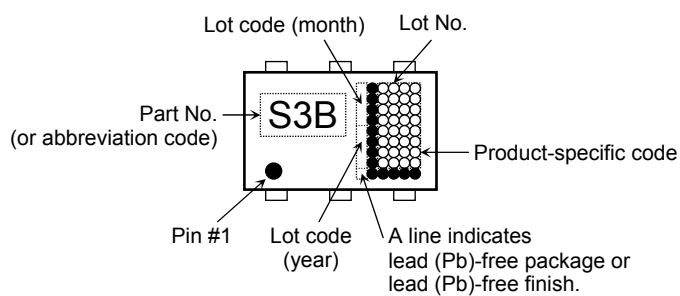 Lot code (month)
Lot No.
Part No.
(or abbreviation code)
S3B
Product-specific code
Pin #1
Lot code
(year)
A line indicates
lead (Pb)-free package or
lead (Pb)-free finish.